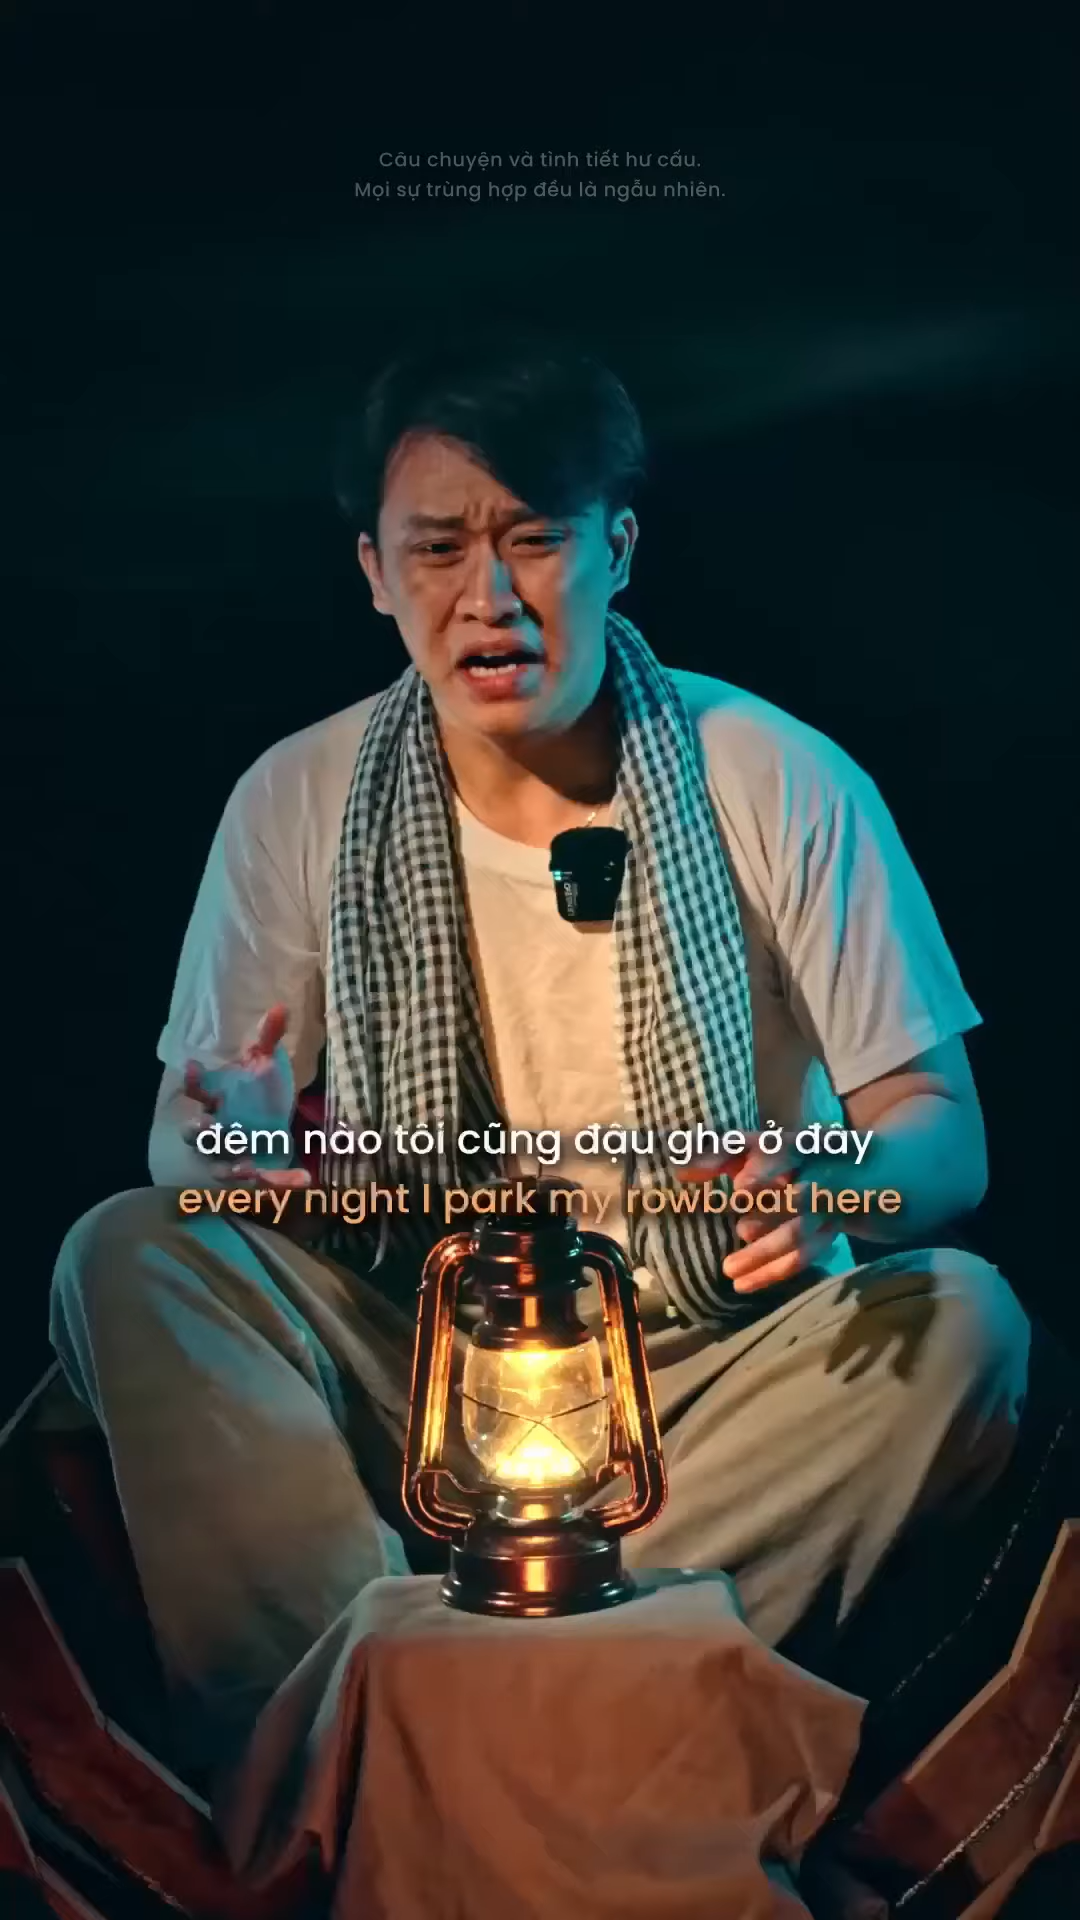 Câu chuyện và tình tiết hư cấu.
Mọi sự trùng hợp đều là ngẫu nhiên.
đêm nào tôi cũng đậu ghe ở đây
every night I park my rowboat here